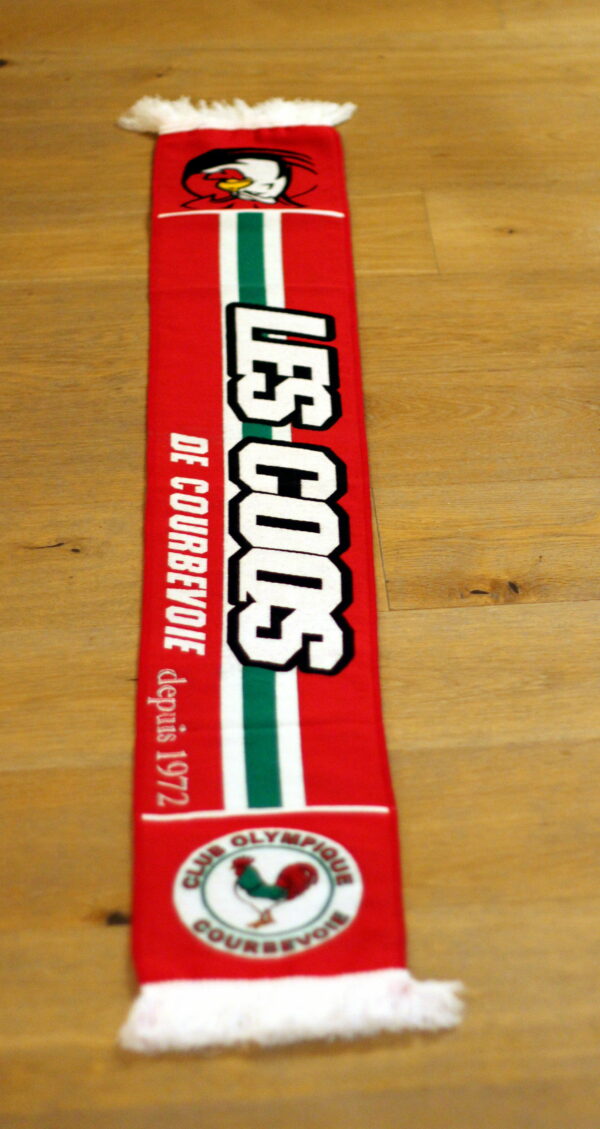 LES COQS
DE COURBEVOIE
depuis 1972
CLUB OLYMPIQUE
COURBEVOIE